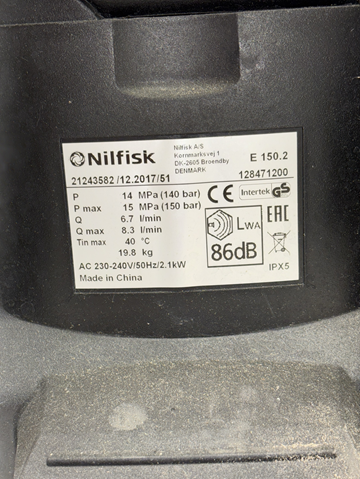 Nilfisk
Nilfisk A/S
Kornmarksvej 1
DK-2605 Broendby
DENMARK
E 150.2
21243582 /12.2017/51
128471200
P 14 MPa (140 bar)
P max 15 MPa (150 bar)
Q 6.7 l/min
Q max 8.3 l/min
Tin max 40 °C
19.8 kg
AC 230-240V/50Hz/2.1kW
Made in China
CE Intertek GS
LWA
86dB
EAC
IPX5